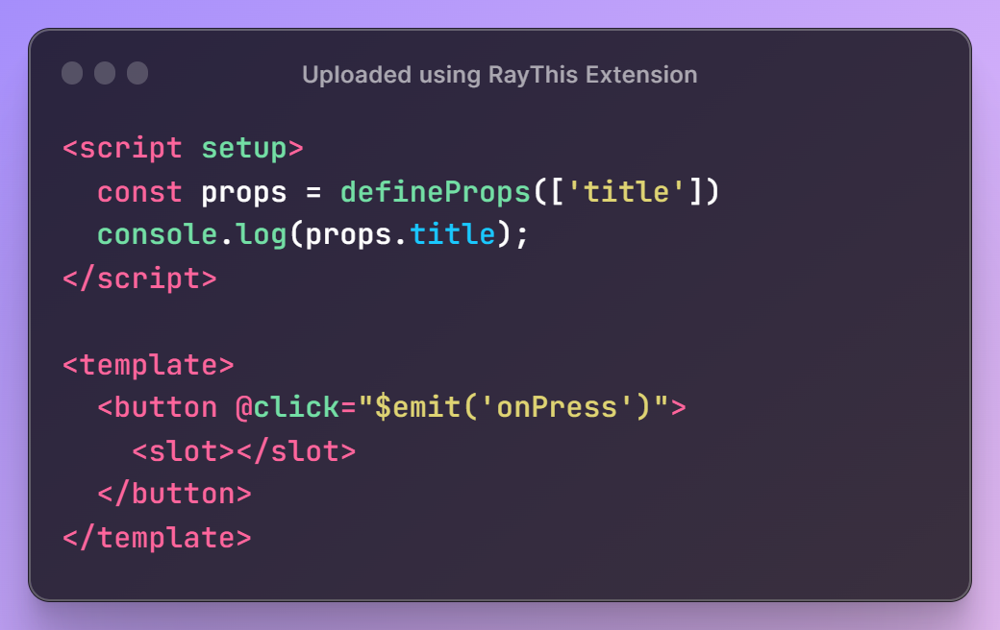 Uploaded using RayThis Extension
<script setup>
  const props = defineProps(['title'])
  console.log(props.title);
</script>

<template>
  <button @click="$emit('onPress')">
    <slot></slot>
  </button>
</template>